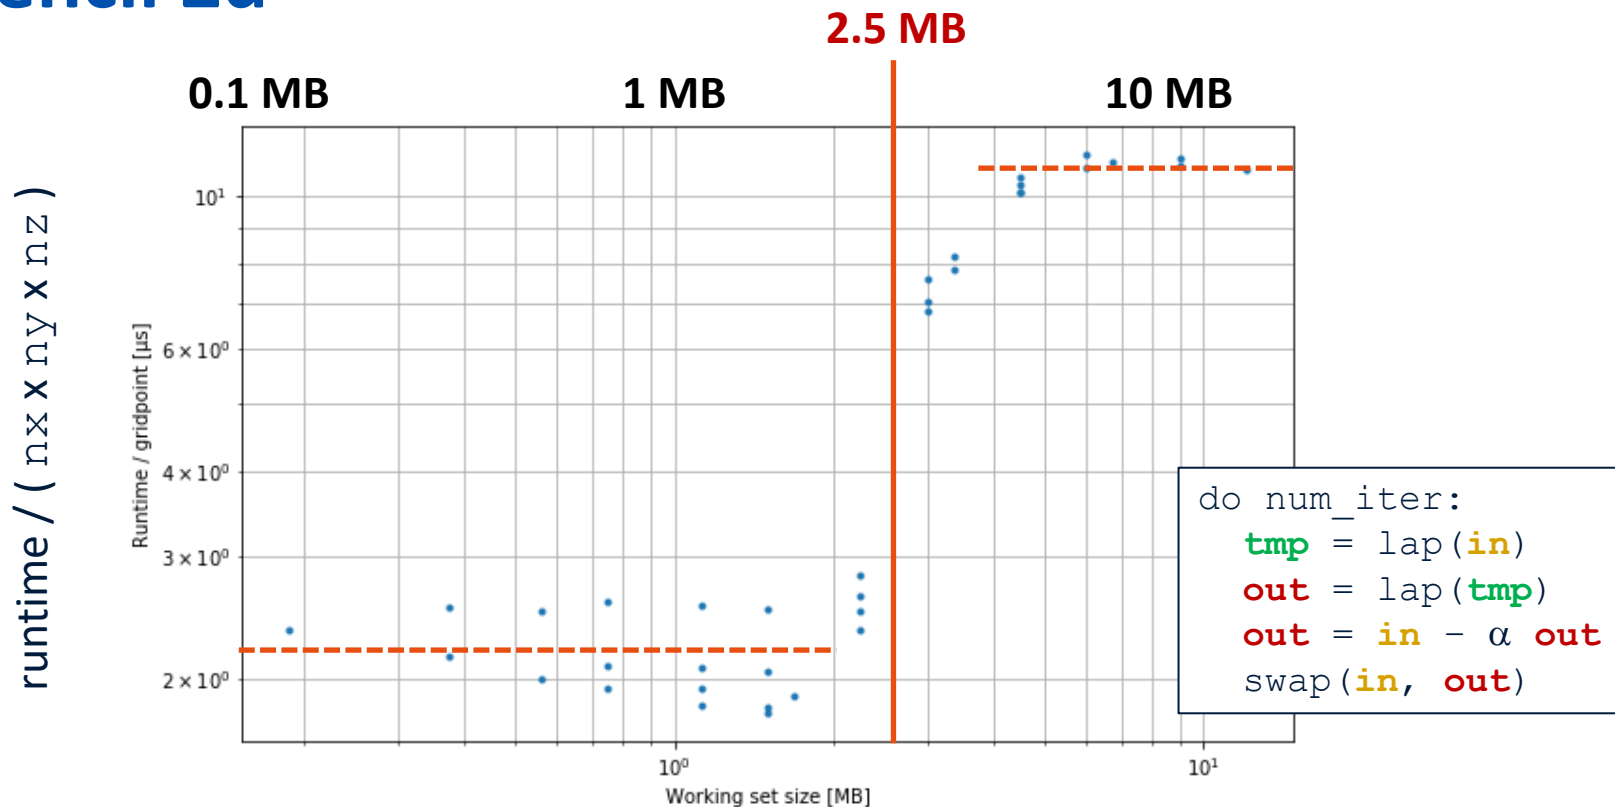 2.5 MB
0.1 MB
1 MB
10 MB
runtime / ( nx x ny x nz )
Runtime / gridpoint [µs]
10¹
6 × 10⁰
4 × 10⁰
3 × 10⁰
2 × 10⁰
10⁰
10¹
Working set size [MB]
do num_iter:
tmp = lap(in)
out = lap(tmp)
out = in – α out
swap(in, out)